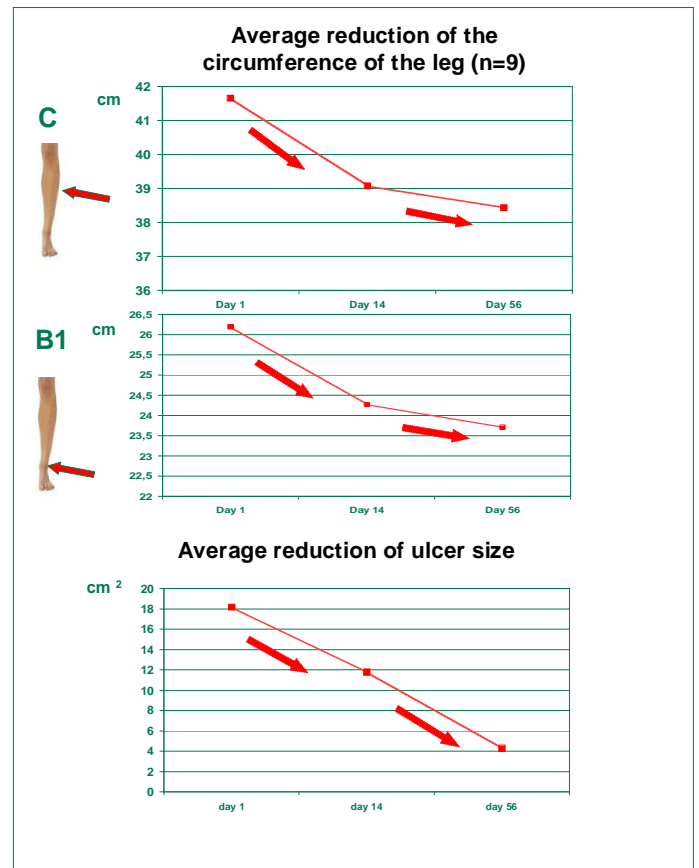 Average reduction of the
circumference of the leg (n=9)
C
cm
42
41
40
39
38
37
36
Day 1 Day 14 Day 56
B1
cm
26,5
26
25,5
25
24,5
24
23,5
23
22,5
22
Day 1 Day 14 Day 56
Average reduction of ulcer size
cm ²
20
18
16
14
12
10
8
6
4
2
0
day 1 day 14 day 56